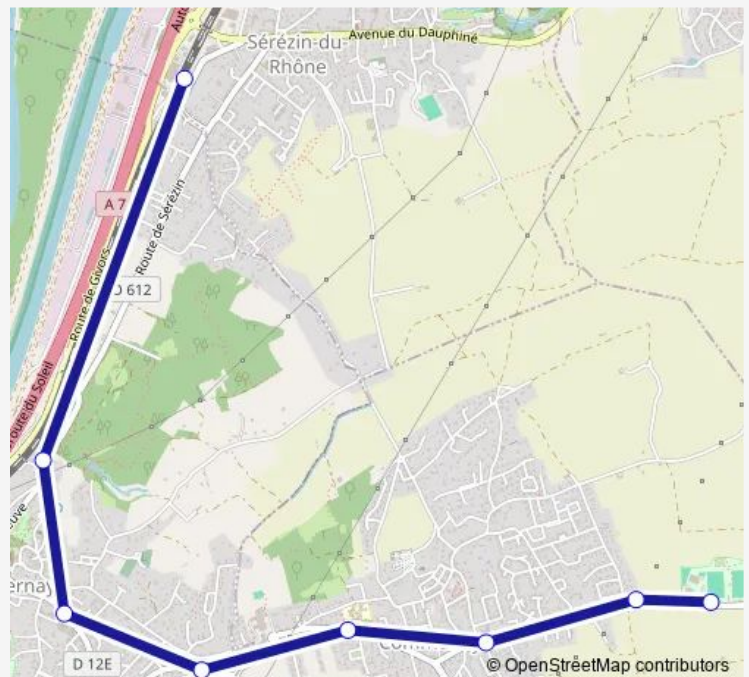 Avenue du Dauphiné
Sérézin-du-
Rhône
A 7
Route de Sérézin
D 612
Route de Givors
route du Soleil
D 12E
© OpenStreetMap contributors